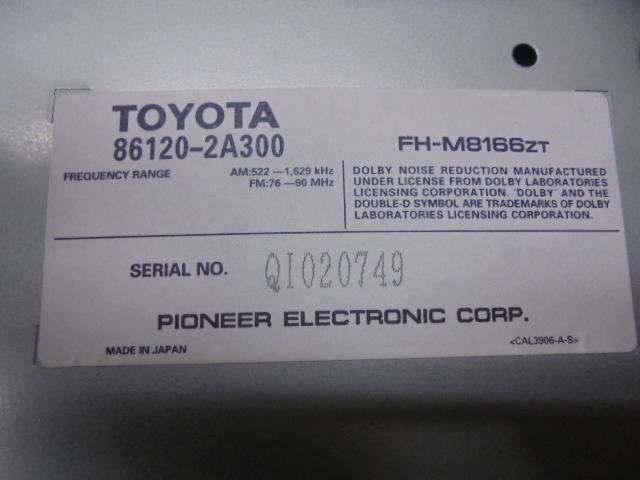 TOYOTA
86120-2A300
FH-M8166ZT
FREQUENCY RANGE AM:522 —1,629 kHz
FM:76 —90 MHz
DOLBY NOISE REDUCTION MANUFACTURED
UNDER LICENSE FROM DOLBY LABORATORIES
LICENSING CORPORATION. "DOLBY" AND THE
DOUBLE-D SYMBOL ARE TRADEMARKS OF DOLBY
LABORATORIES LICENSING CORPORATION.
SERIAL NO. QI020749
PIONEER ELECTRONIC CORP.
MADE IN JAPAN
<CAL3906-A-S>